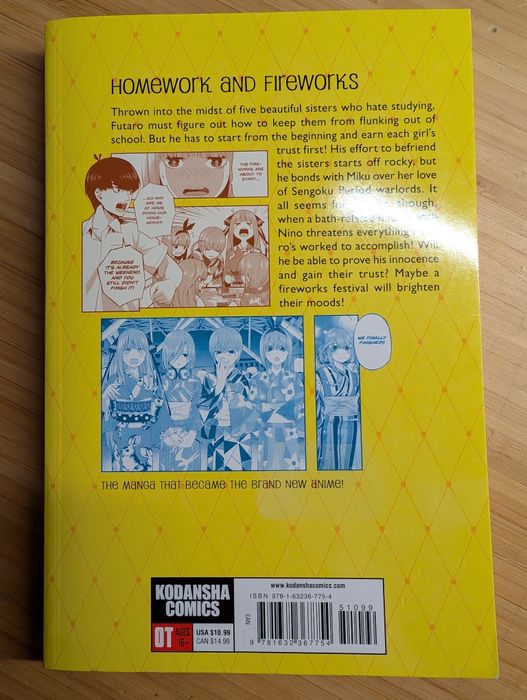 HOMEWORK AND FIREWORKS
Thrown into the midst of five beautiful sisters who hate studying,
Futaro must figure out how to keep them from flunking out of
school. But he has to start from the beginning and earn each girl's
trust first! His effort to befriend
the sisters starts off rocky, but
he bonds with Miku over her love
of Sengoku Period warlords. It
all seems though,
when a bath-related with
Nino threatens everything
ro's worked to accomplish! Will
he be able to prove his innocence
and gain their trust? Maybe a
fireworks festival will brighten
their moods!
THE FIRE-
WORKS
ARE
ABOUT TO
START...
...SO WHY
ARE WE
AT HOME
DOING OUR
HOME-
WORK?!
BECAUSE
IT'S ALREADY
THE WEEKEND
AND YOU
STILL DIDN'T
FINISH IT!
WE FINALLY
FINISHED!!
THE MANGA THAT BECAME THE BRAND NEW ANIME!
KODANSHA
COMICS
OT AGES
16+
USA $10.99
CAN $14.99
www.kodanshacomics.com
ISBN 978-1-63236-775-4
51099
EAN
9 781632 367754